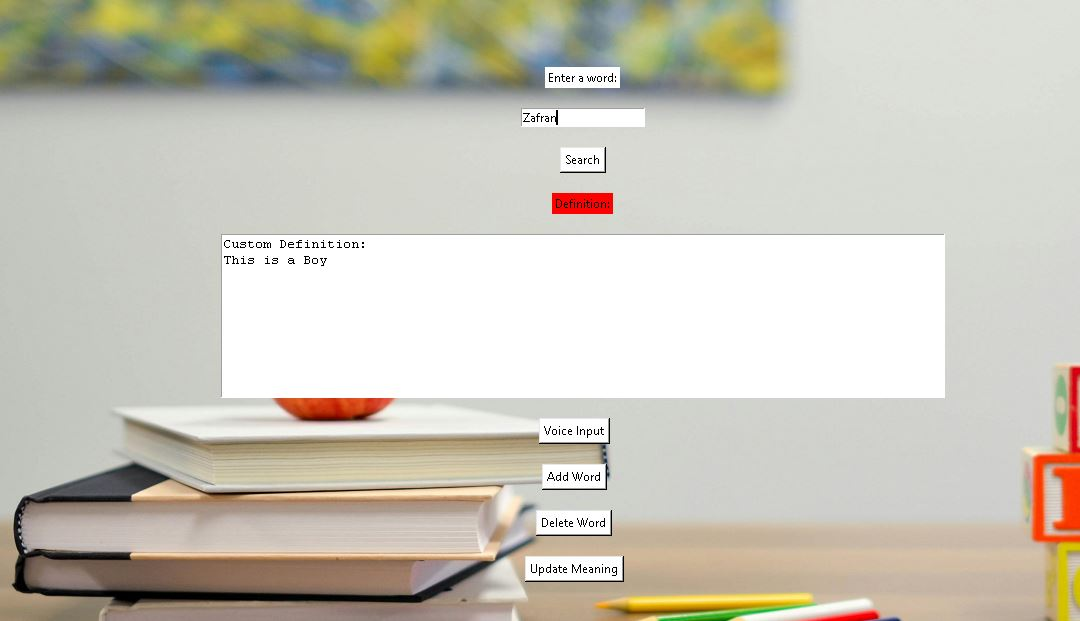 Enter a word:
Zafran
Search
Definition:
Custom Definition:
This is a Boy
Voice Input
Add Word
Delete Word
Update Meaning